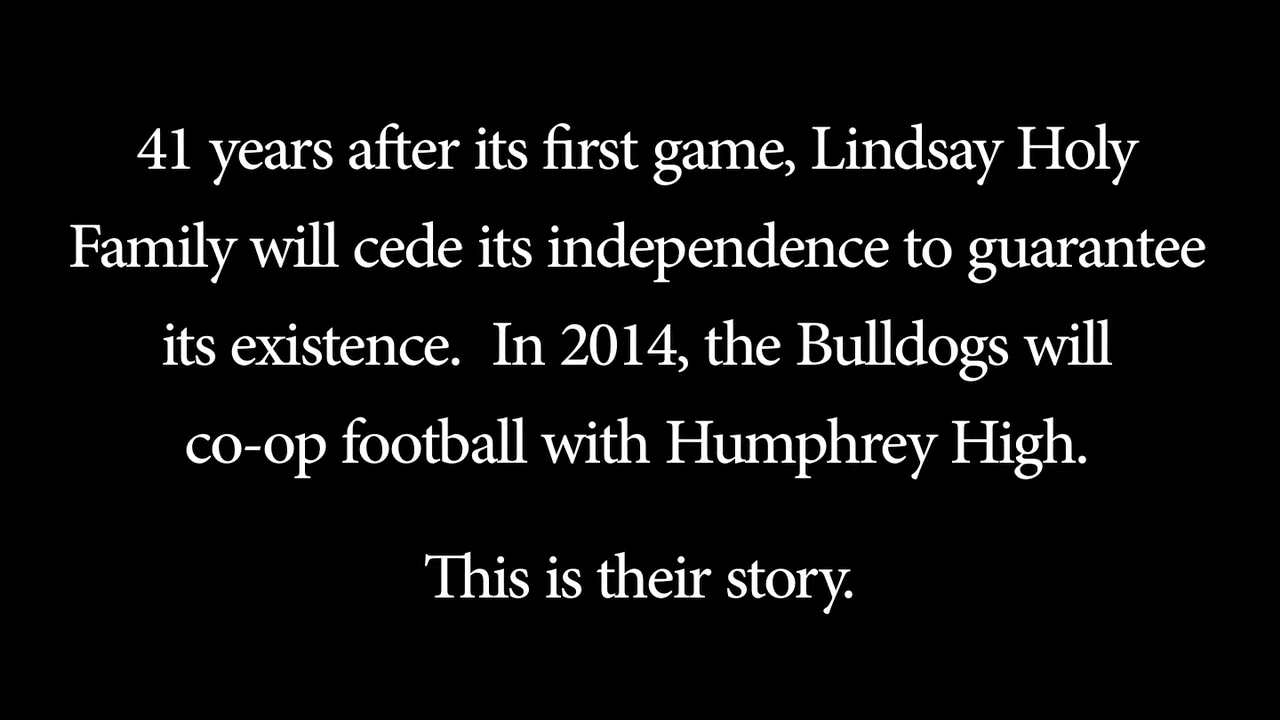 41 years after its first game, Lindsay Holy
Family will cede its independence to guarantee
its existence.  In 2014, the Bulldogs will
co-op football with Humphrey High.
This is their story.